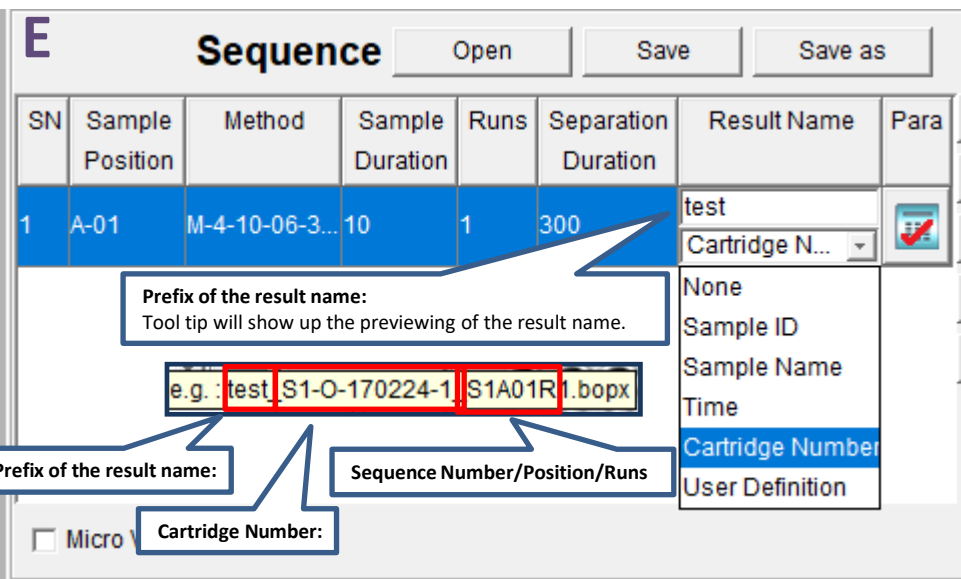 E
Sequence Open Save Save as
SN Sample Position Method Sample Duration Runs Separation Duration Result Name Para
1 A-01 M-4-10-06-3... 10 1 300 test
Cartridge N...
Prefix of the result name:
Tool tip will show up the previewing of the result name.
None
Sample ID
Sample Name
Time
Cartridge Number
User Definition
e.g. : test_S1-O-170224-1_S1A01R1.bopx
Prefix of the result name:
Sequence Number/Position/Runs
Cartridge Number:
Micro